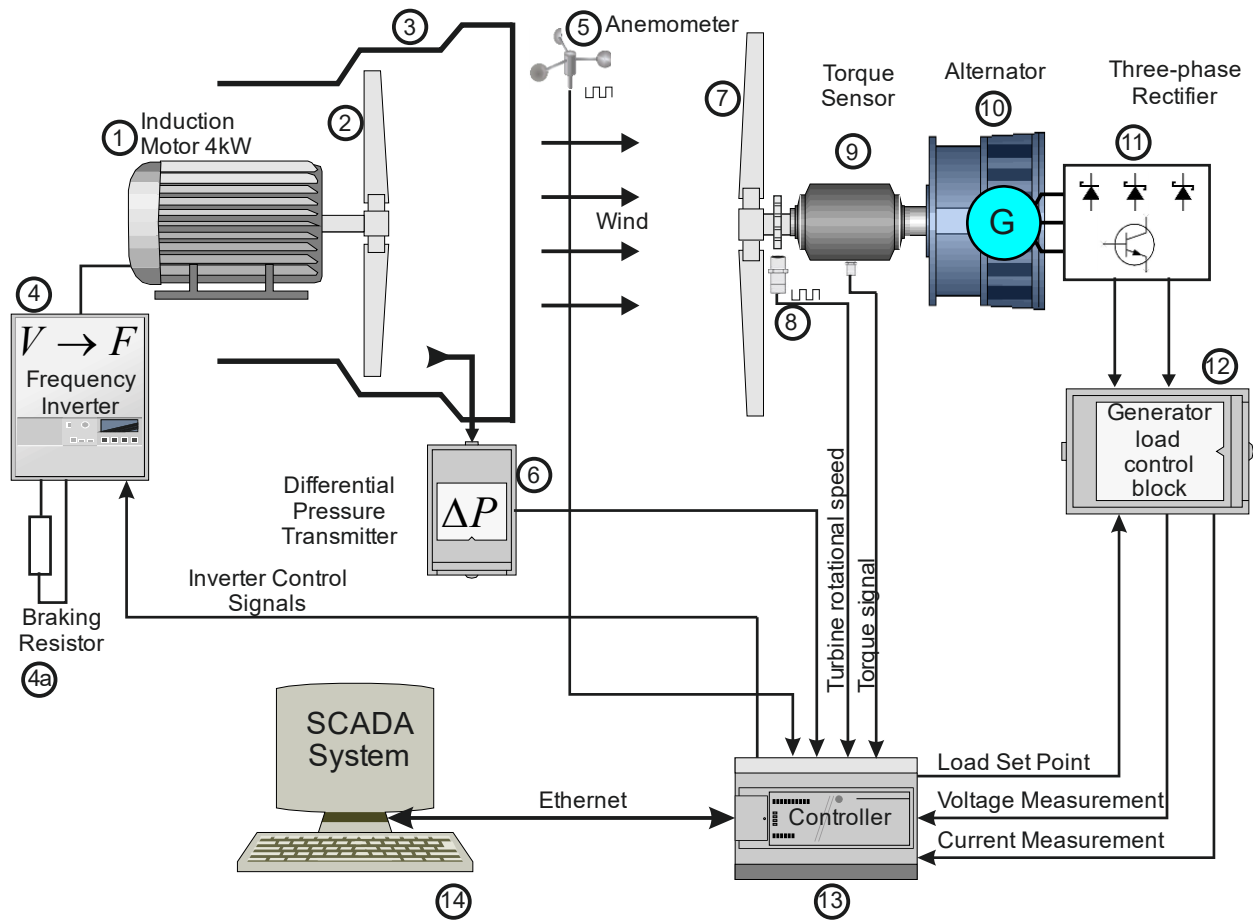 3
5 Anemometer
7
Torque
Sensor
Alternator
10
Three-phase
Rectifier
2
1
Induction
Motor 4kW
9
11
G
Wind
4
V → F
Frequency
Inverter
8
12
Generator
load
control
block
6
Differential
Pressure
Transmitter
ΔP
Turbine rotational speed
Torque signal
Inverter Control
Signals
Braking
Resistor
4a
SCADA
System
Ethernet
Controller
Load Set Point
Voltage Measurement
Current Measurement
14
13